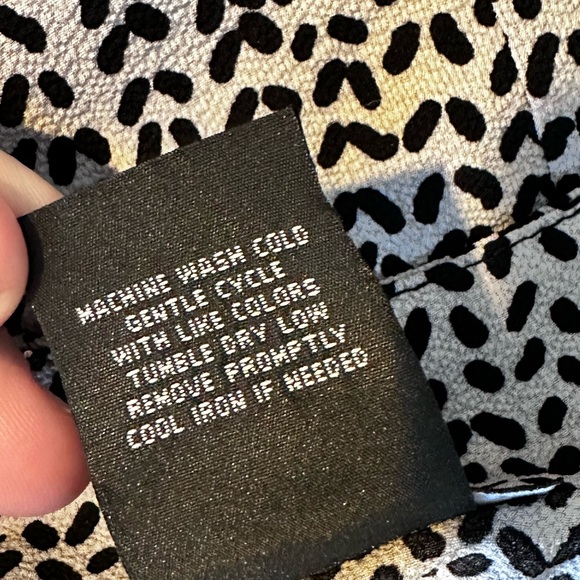 MACHINE WASH COLD
GENTLE CYCLE
WITH LIKE COLORS
TUMBLE DRY LOW
REMOVE PROMPTLY
COOL IRON IF NEEDED